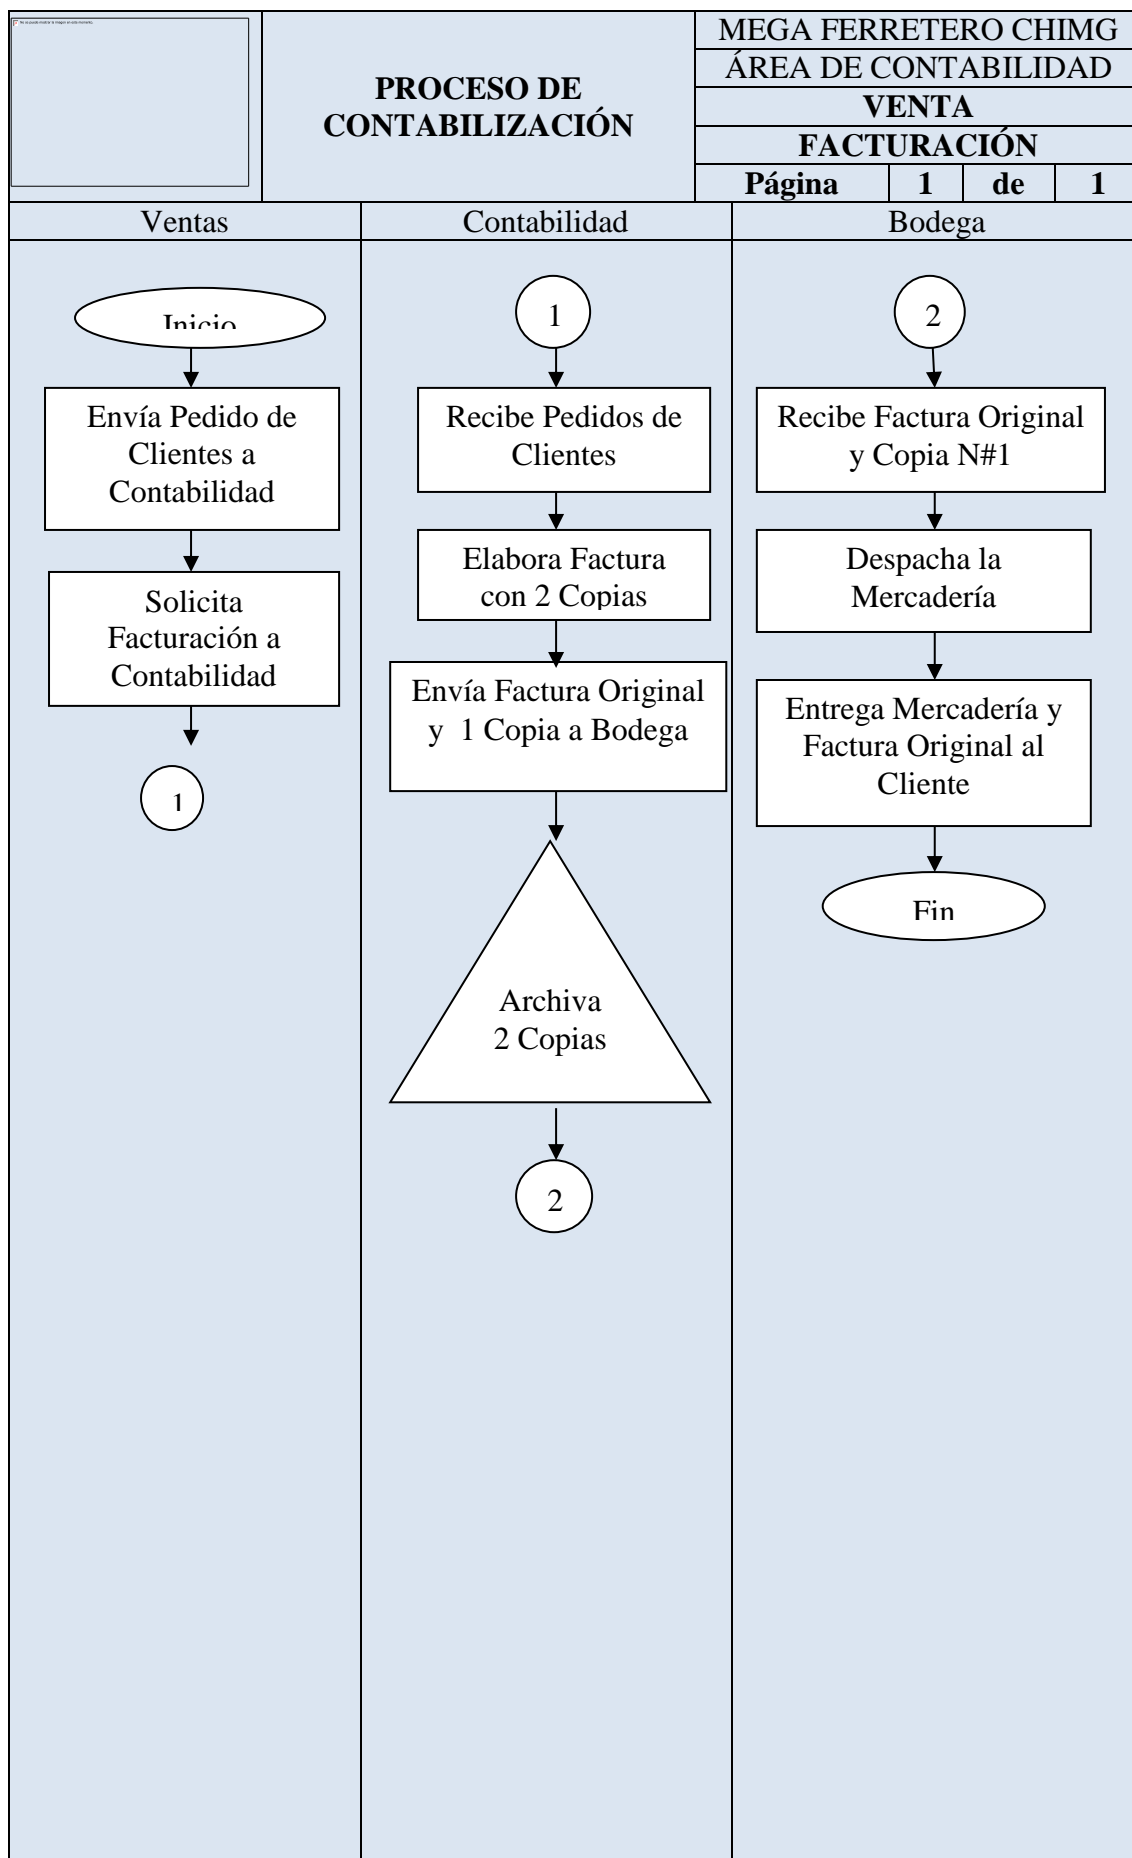 PROCESO DE
CONTABILIZACIÓN
MEGA FERRETERO CHIMG
ÁREA DE CONTABILIDAD
VENTA
FACTURACIÓN
Página 1 de 1
Ventas
Contabilidad
Bodega
Inicio
Envía Pedido de
Clientes a
Contabilidad
Solicita
Facturación a
Contabilidad
1
1
Recibe Pedidos de
Clientes
Elabora Factura
con 2 Copias
Envía Factura Original
y 1 Copia a Bodega
Archiva
2 Copias
2
2
Recibe Factura Original
y Copia N#1
Despacha la
Mercadería
Entrega Mercadería y
Factura Original al
Cliente
Fin